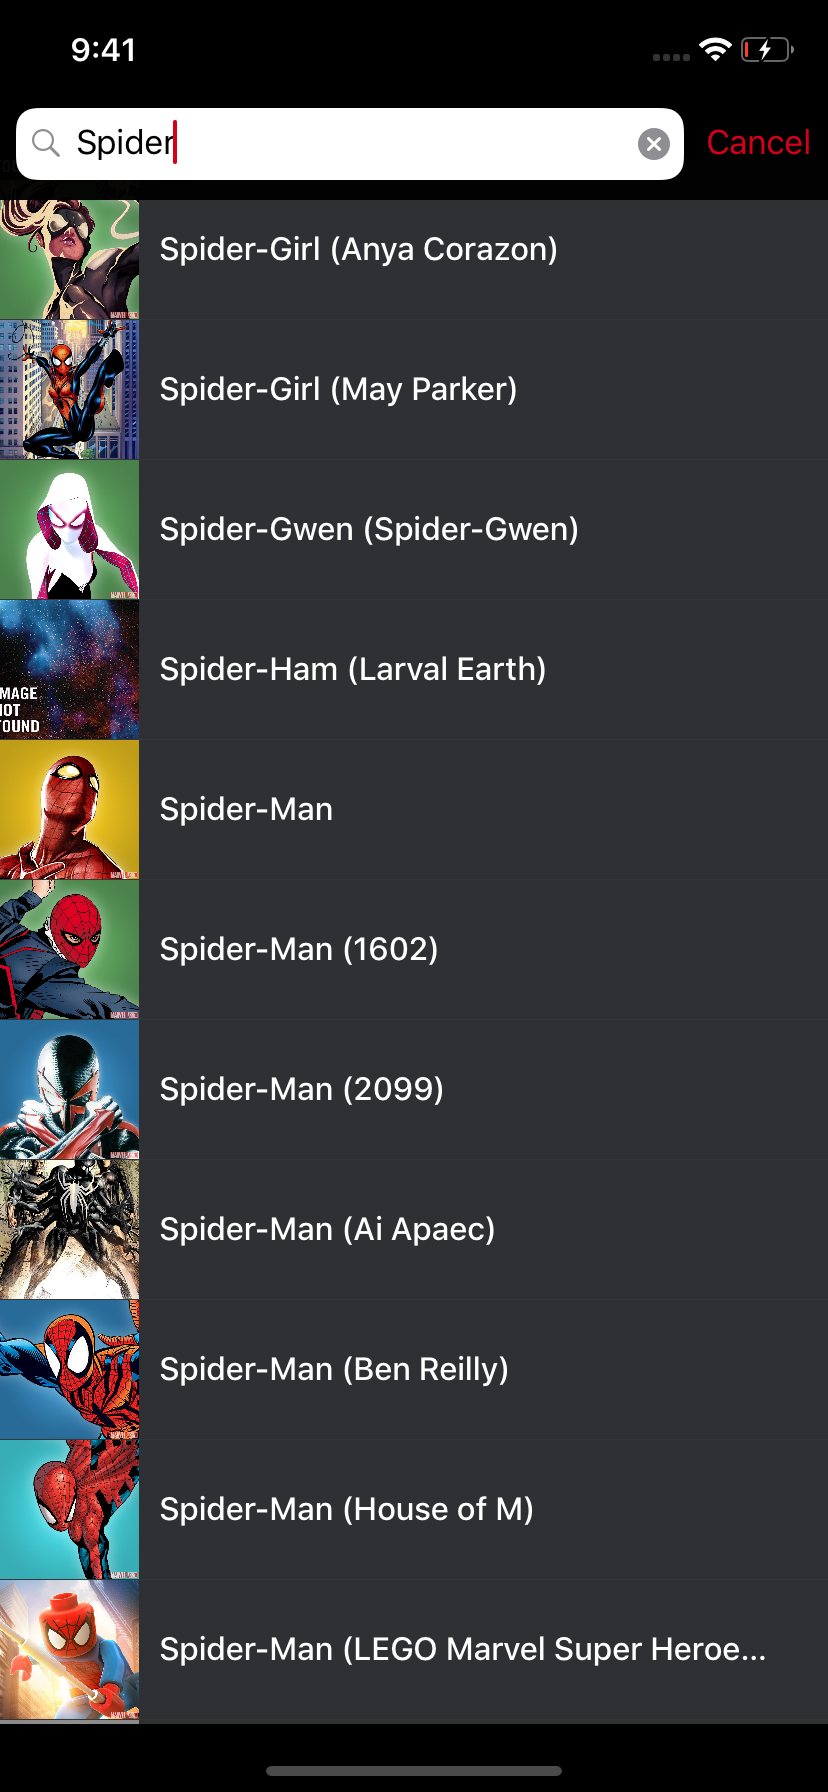 9:41
Spider
Cancel
Spider-Girl (Anya Corazon)
Spider-Girl (May Parker)
Spider-Gwen (Spider-Gwen)
MAGE
OT
OUND
Spider-Ham (Larval Earth)
Spider-Man
Spider-Man (1602)
Spider-Man (2099)
Spider-Man (Ai Apaec)
Spider-Man (Ben Reilly)
Spider-Man (House of M)
Spider-Man (LEGO Marvel Super Heroe...